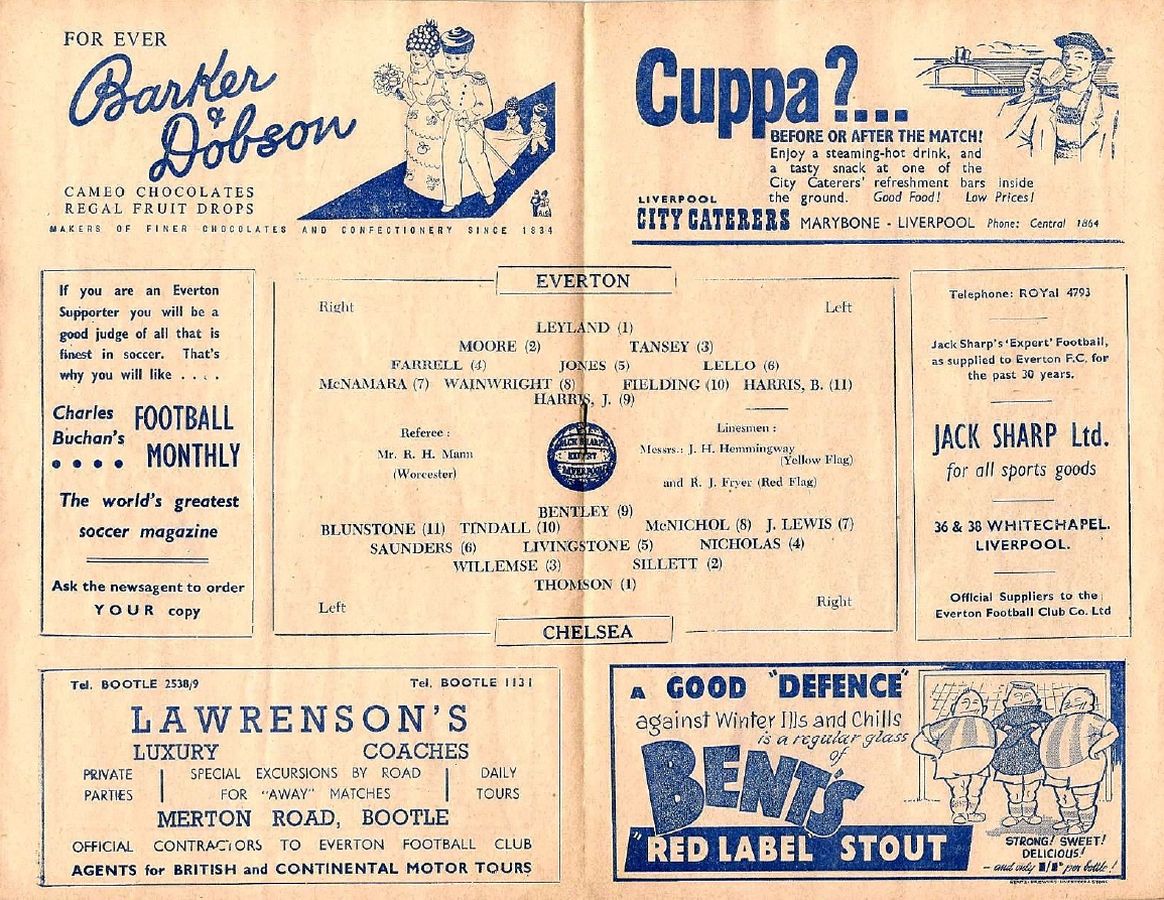 FOR EVER
Barker
&
Dobson
CAMEO CHOCOLATES
REGAL FRUIT DROPS
MAKERS OF FINER CHOCOLATES AND CONFECTIONERY SINCE 1834
Cuppa?...
BEFORE OR AFTER THE MATCH!
Enjoy a steaming-hot drink, and
a tasty snack at one of the
City Caterers' refreshment bars inside
the ground. Good Food! Low Prices!
LIVERPOOL
CITY CATERERS MARYBONE - LIVERPOOL Phone: Central 1864
If you are an Everton
Supporter you will be a
good judge of all that is
finest in soccer. That's
why you will like . . . .
Charles
Buchan's
FOOTBALL
MONTHLY
The world's greatest
soccer magazine
Ask the newsagent to order
YOUR copy
EVERTON
Right Left
LEYLAND (1)
MOORE (2) TANSEY (3)
FARRELL (4) JONES (5) LELLO (6)
McNAMARA (7) WAINWRIGHT (8) FIELDING (10) HARRIS, B. (11)
HARRIS, J. (9)
Referee :
Mr. R. H. Mann
(Worcester)
JACK SHARP
EXPERT
LIVERPOOL
Linesmen :
Messrs.: J. H. Hemmingway
(Yellow Flag)
and R. J. Fryer (Red Flag)
BENTLEY (9)
BLUNSTONE (11) TINDALL (10) McNICHOL (8) J. LEWIS (7)
SAUNDERS (6) LIVINGSTONE (5) NICHOLAS (4)
WILLEMSE (3) SILLETT (2)
THOMSON (1)
Left Right
CHELSEA
Telephone: ROYal 4793
Jack Sharp's 'Expert' Football,
as supplied to Everton F.C. for
the past 30 years.
JACK SHARP Ltd.
for all sports goods
36 & 38 WHITECHAPEL.
LIVERPOOL.
Official Suppliers to the
Everton Football Club Co. Ltd
Tel. BOOTLE 2538/9 Tel. BOOTLE 1131
LAWRENSON'S
LUXURY COACHES
PRIVATE
PARTIES
SPECIAL EXCURSIONS BY ROAD
FOR "AWAY" MATCHES
DAILY
TOURS
MERTON ROAD, BOOTLE
OFFICIAL CONTRACTORS TO EVERTON FOOTBALL CLUB
AGENTS for BRITISH and CONTINENTAL MOTOR TOURS
A GOOD "DEFENCE"
against Winter Ills and Chills
is a regular glass
of
BENT'S
"RED LABEL" STOUT
STRONG! SWEET!
DELICIOUS!
- and only 1/1ᴰ per bottle!